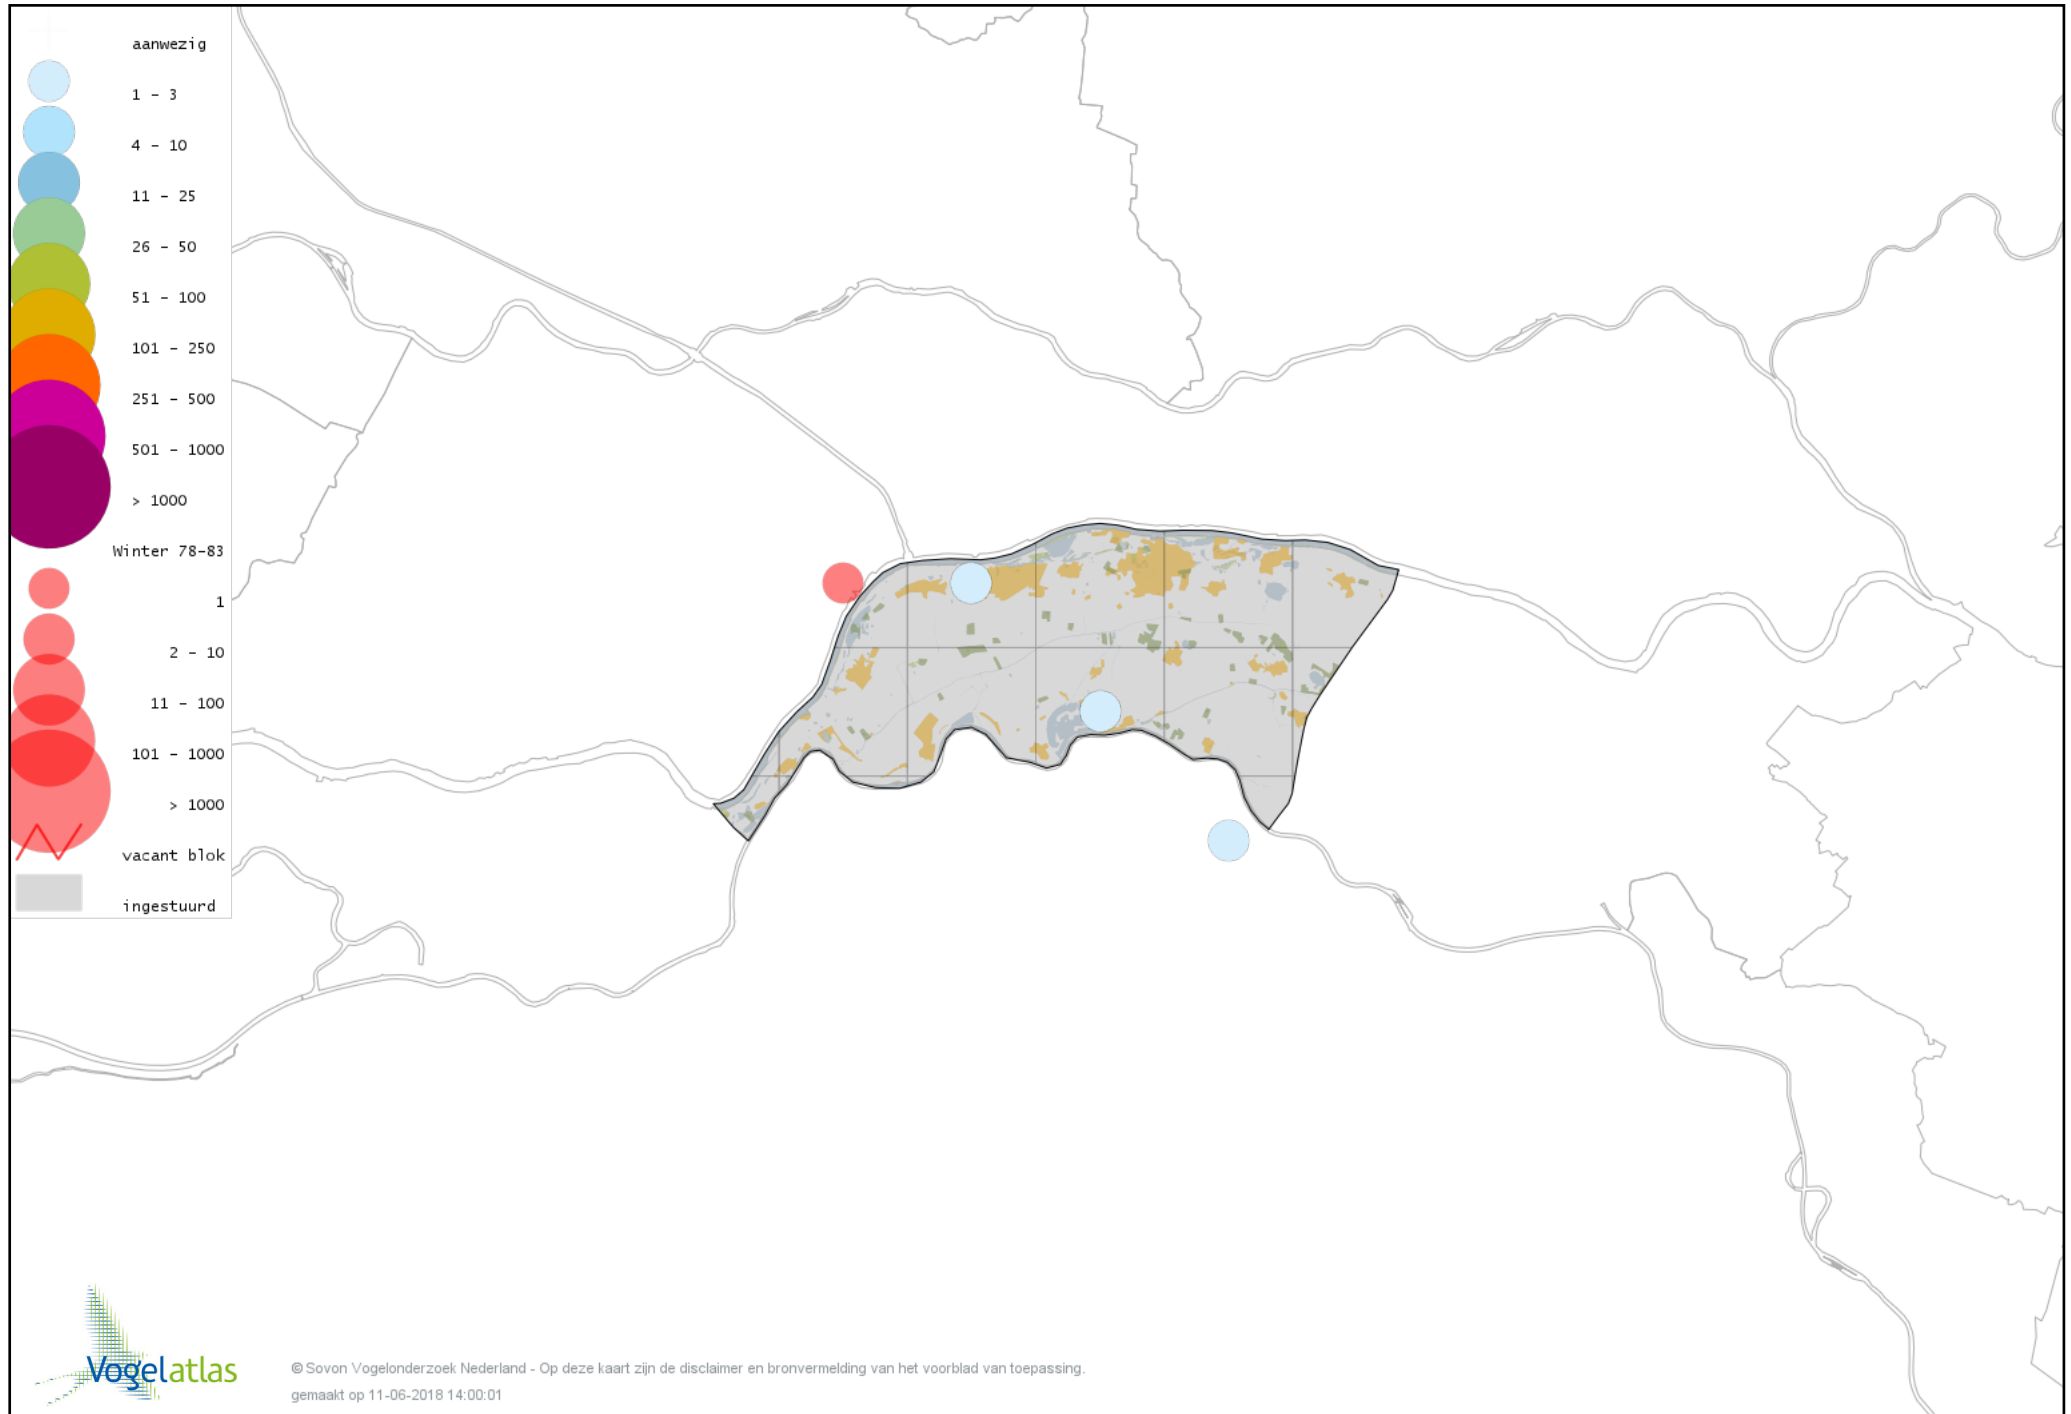 aanwezig
1 - 3
4 - 10
11 - 25
26 - 50
51 - 100
101 - 250
251 - 500
501 - 1000
> 1000
Winter 78-83
1
2 - 10
11 - 100
101 - 1000
> 1000
vacant blok
ingestuurd
Vogelatlas
© Sovon Vogelonderzoek Nederland - Op deze kaart zijn de disclaimer en bronvermelding van het voorblad van toepassing.
gemaakt op 11-06-2018 14:00:01